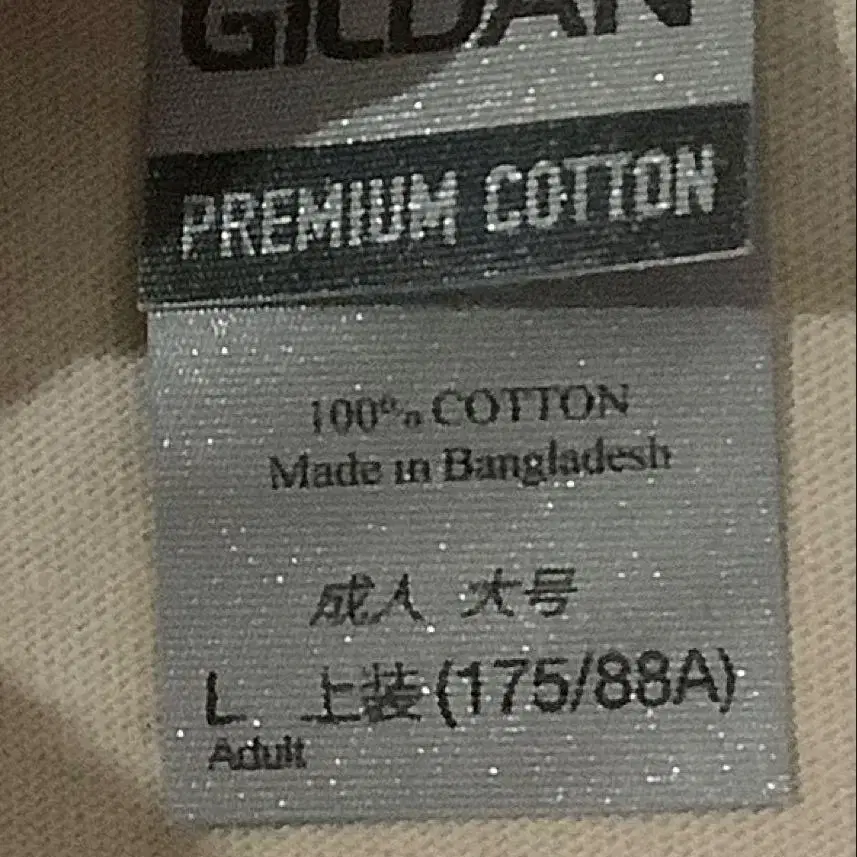 GILDAN
PREMIUM COTTON
100% COTTON
Made in Bangladesh
成人 大号
L 上装(175/88A)
Adult